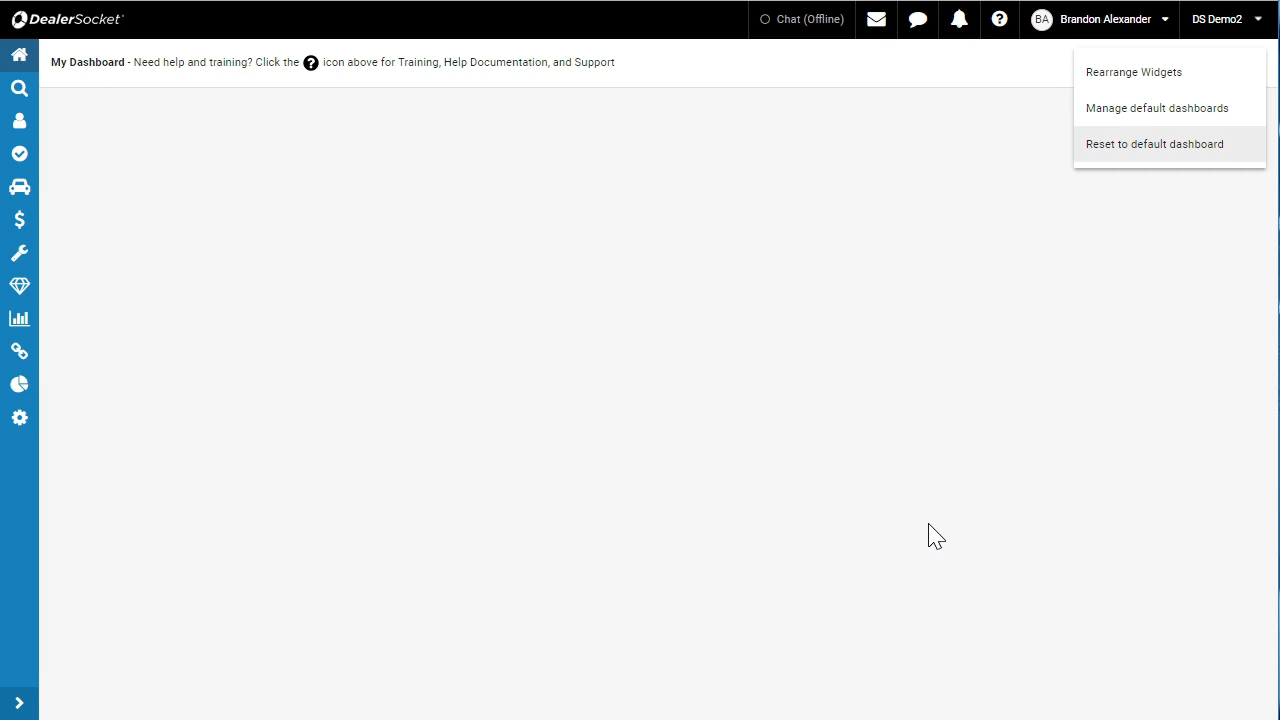 DealerSocket
Chat (Offline)
BA
Brandon Alexander
DS Demo2
My Dashboard - Need help and training? Click the ? icon above for Training, Help Documentation, and Support
Rearrange Widgets
Manage default dashboards
Reset to default dashboard